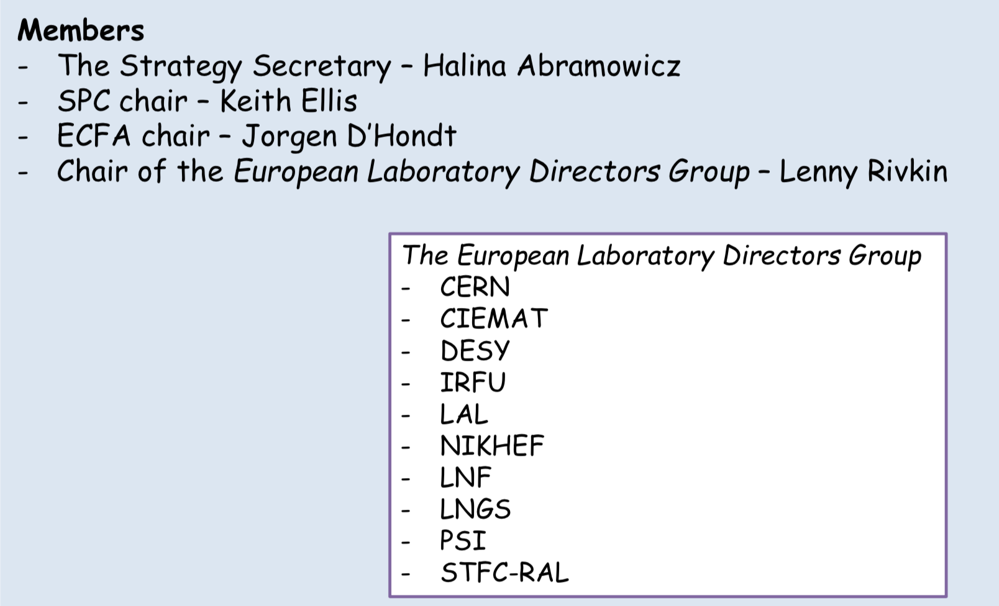 Members
- The Strategy Secretary – Halina Abramowicz
- SPC chair – Keith Ellis
- ECFA chair – Jorgen D'Hondt
- Chair of the European Laboratory Directors Group – Lenny Rivkin
The European Laboratory Directors Group
- CERN
- CIEMAT
- DESY
- IRFU
- LAL
- NIKHEF
- LNF
- LNGS
- PSI
- STFC-RAL